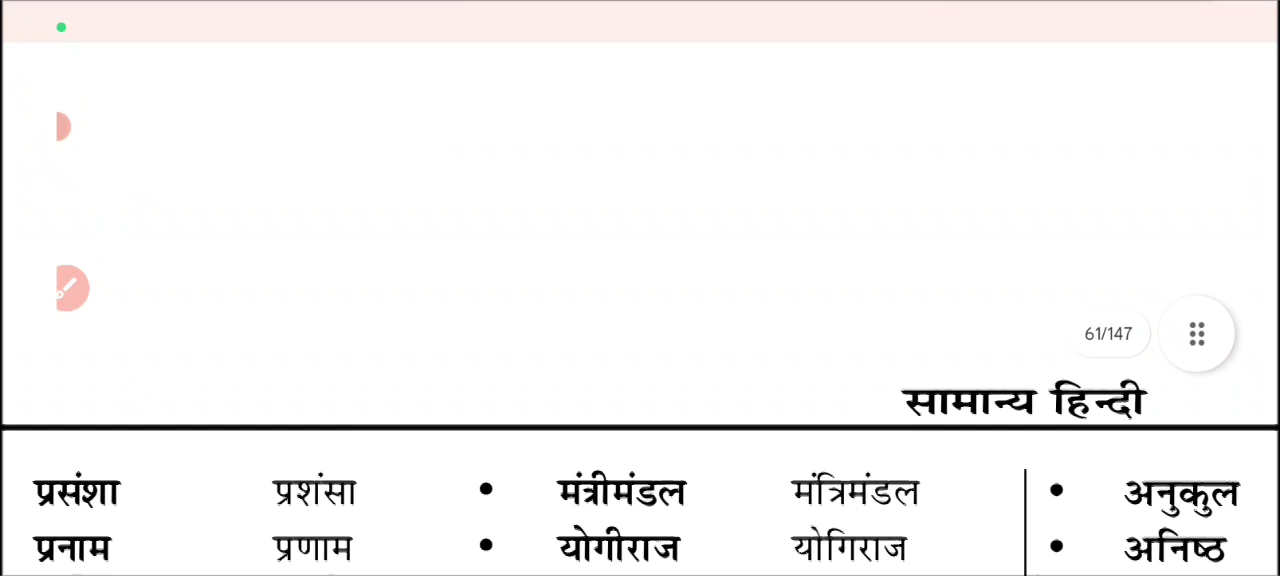 61/147
सामान्य हिन्दी
प्रसंशा प्रशंसा • मंत्रीमंडल मंत्रिमंडल • अनुकुल
प्रनाम प्रणाम • योगीराज योगिराज • अनिष्ठ